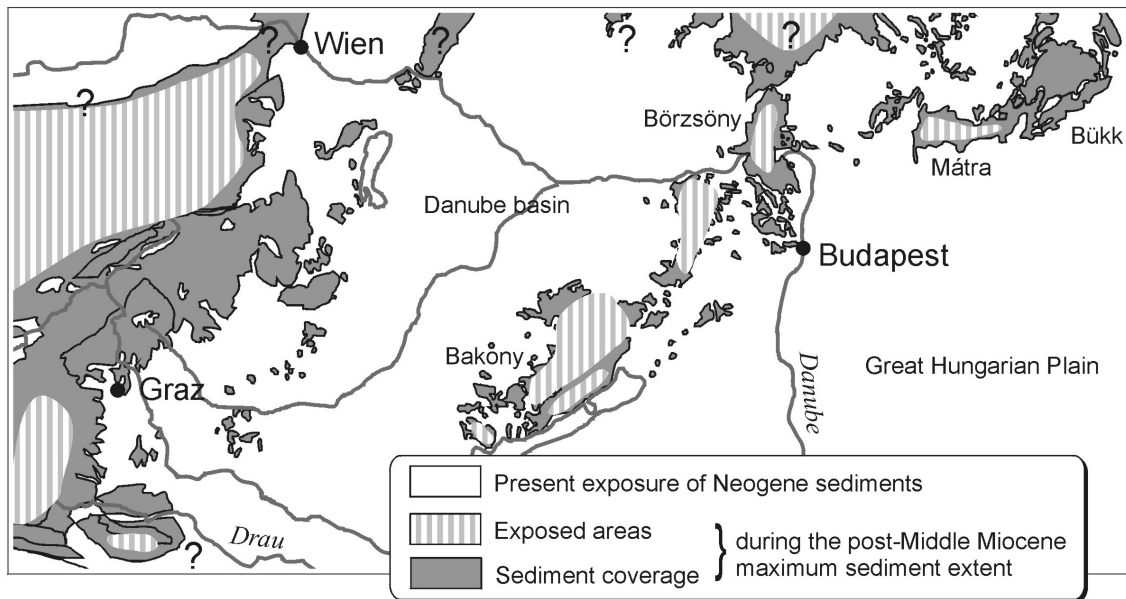 ?
Wien
?
?
?
?
Börzsöny
Bükk
Mátra
Danube basin
Budapest
Bakony
Great Hungarian Plain
Graz
Danube
Drau
?
Present exposure of Neogene sediments
Exposed areas
Sediment coverage
} during the post-Middle Miocene
maximum sediment extent